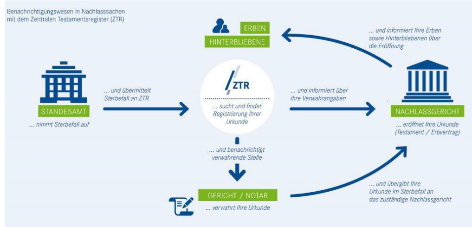 Benachrichtigungswesen in Nachlasssachen
mit dem Zentralen Testamentsregister (ZTR)
ERBEN
HINTERBLIEBENE
... und informiert Ihre Erben
sowie Hinterbliebenen über
die Eröffnung
ZTR
... sucht und findet
Registrierung Ihrer
Urkunde
... und übermittelt
Sterbefall an ZTR
... und informiert über
Ihre Verwahrangaben
STANDESAMT
... nimmt Sterbefall auf
NACHLASSGERICHT
... eröffnet Ihre Urkunde
(Testament / Erbvertrag)
... und benachrichtigt
verwahrende Stelle
GERICHT / NOTAR
... verwahrt Ihre Urkunde
... und übergibt Ihre
Urkunde im Sterbefall an
das zuständige Nachlassgericht